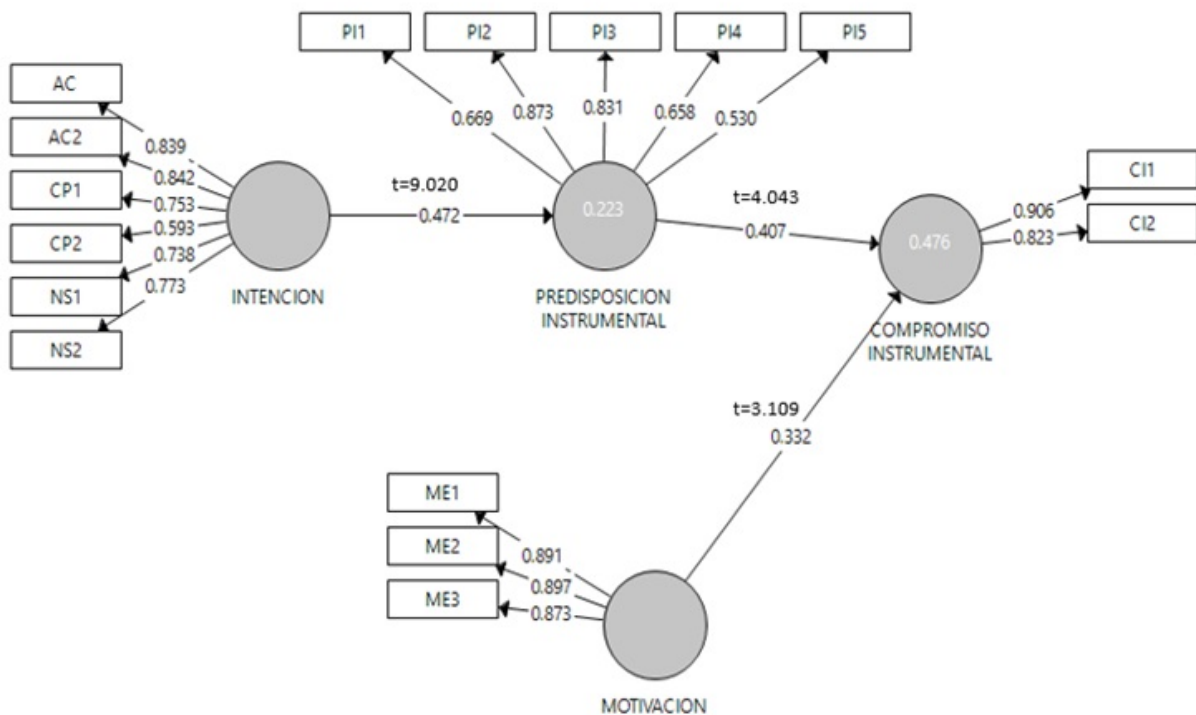 PI1
PI2
PI3
PI4
PI5
0.669
0.873
0.831
0.658
0.530
AC
AC2
CP1
CP2
NS1
NS2
0.839
0.842
0.753
0.593
0.738
0.773
INTENCION
t=9.020
0.472
0.223
PREDISPOSICION
INSTRUMENTAL
t=4.043
0.407
0.476
COMPROMISO
INSTRUMENTAL
0.906
0.823
CI1
CI2
t=3.109
0.332
ME1
ME2
ME3
0.891
0.897
0.873
MOTIVACION